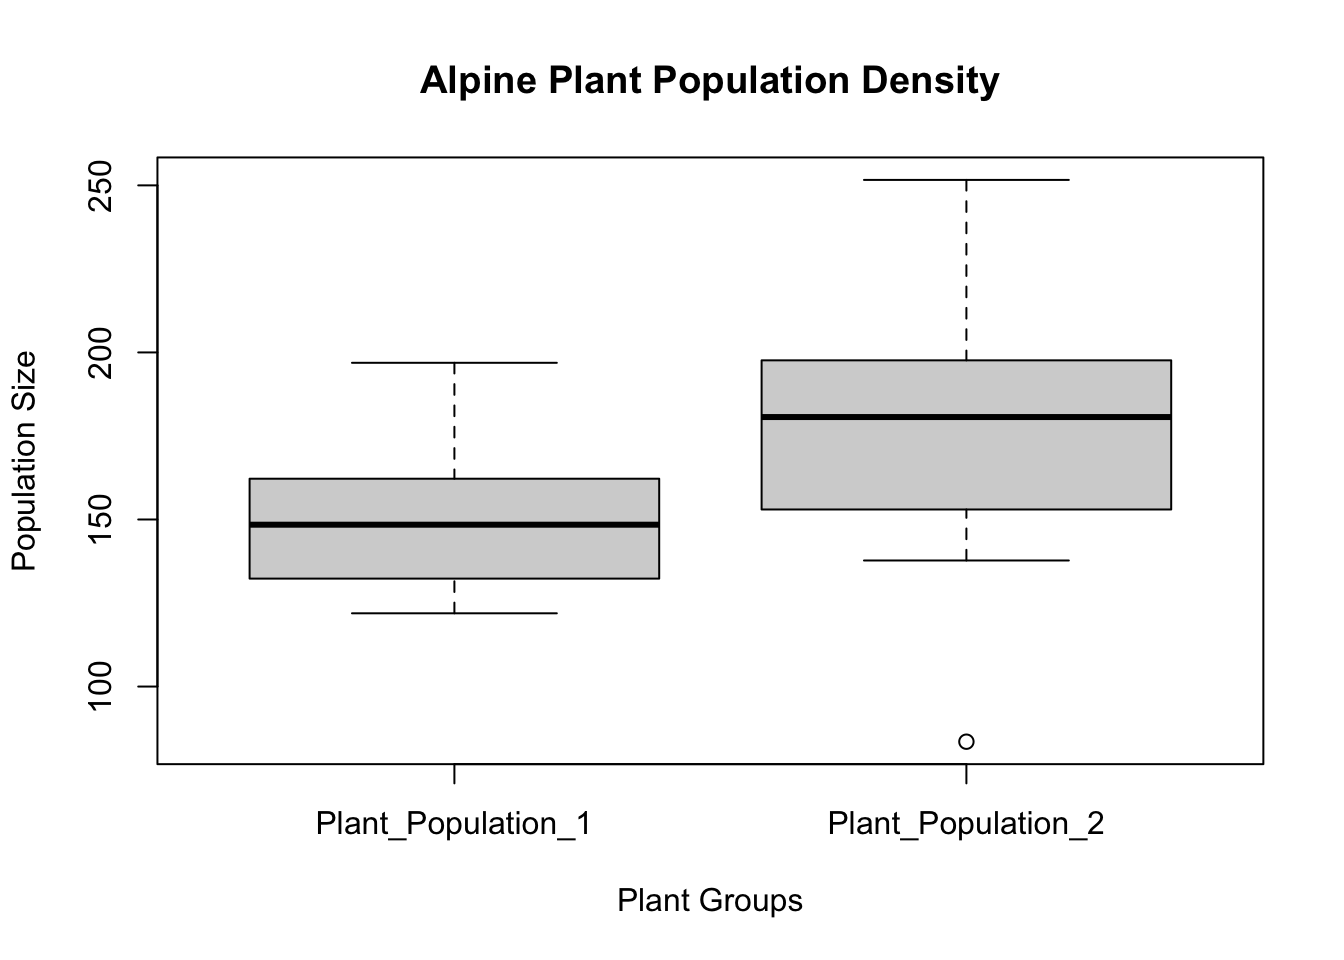 Alpine Plant Population Density
Population Size
250
200
150
100
Plant_Population_1
Plant_Population_2
Plant Groups